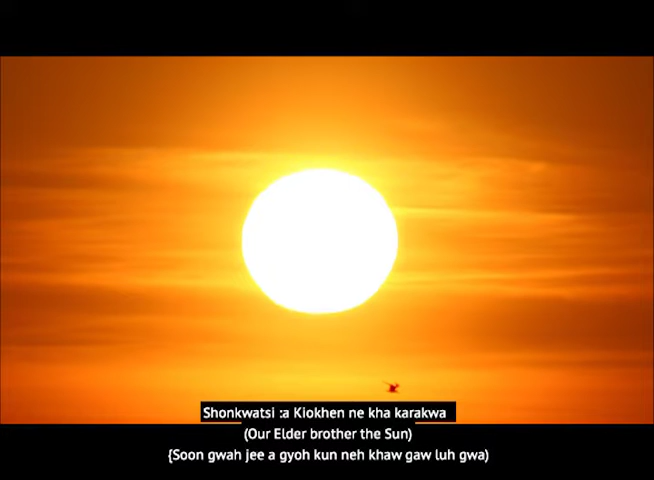 Shonkwatsi :a Kiokhen ne kha karakwa
(Our Elder brother the Sun)
{Soon gwah jee a gyoh kun neh khaw gaw luh gwa)